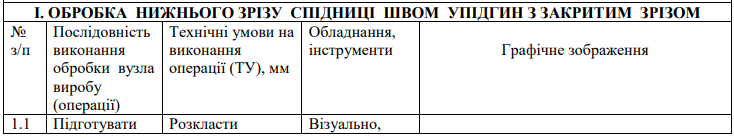 І. ОБРОБКА НИЖНЬОГО ЗРІЗУ СПІДНИЦІ ШВОМ УПІДГИН З ЗАКРИТИМ ЗРІЗОМ
№ з/п
Послідовність виконання обробки вузла виробу (операції)
Технічні умови на виконання операції (ТУ), мм
Обладнання, інструменти
Графічне зображення
1.1
Підготувати
Розкласти
Візуально,